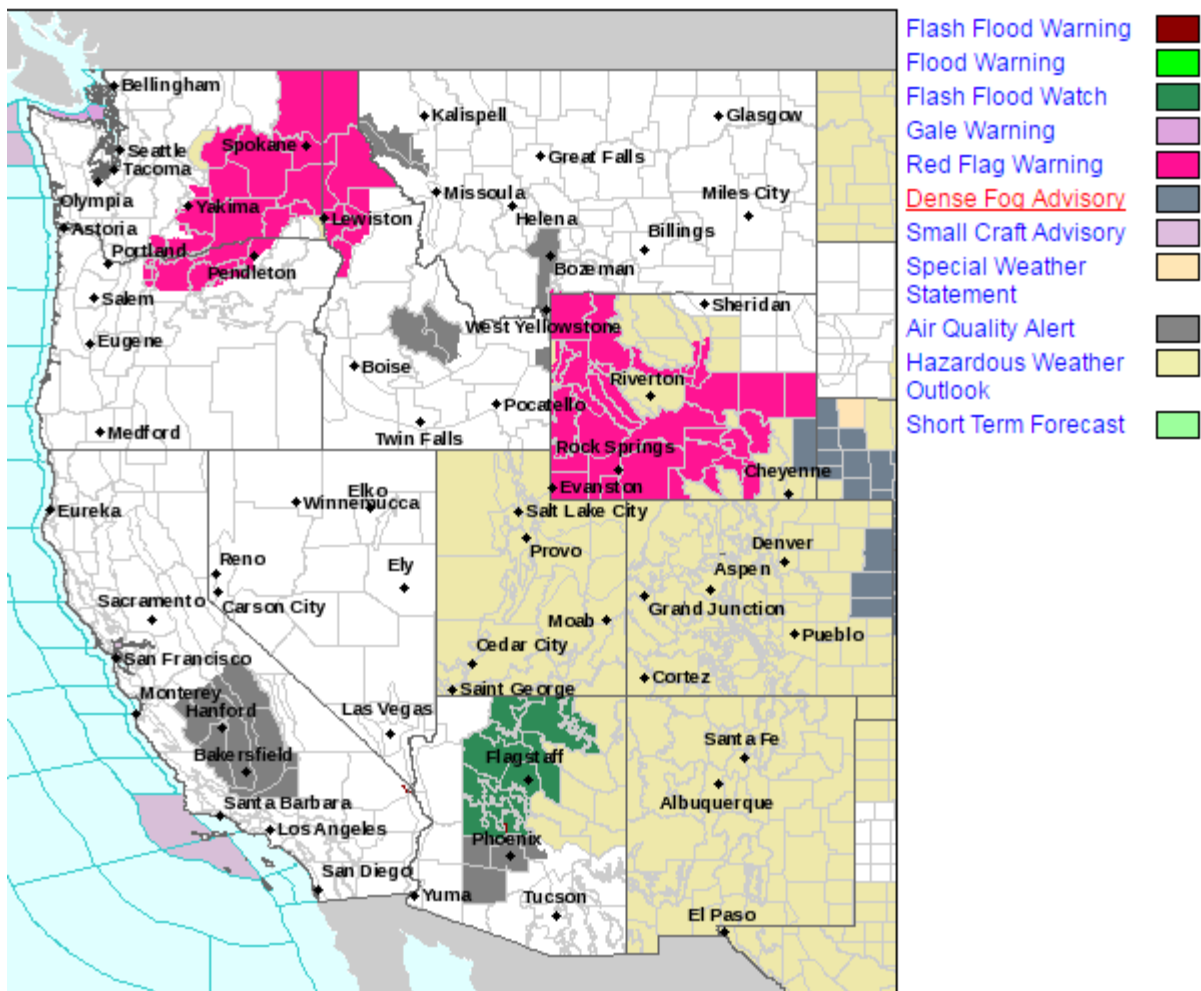 Bellingham
Seattle
Tacoma
Olympia
Astoria
Portland
Salem
Eugene
Medford
Spokane
Yakima
Pendleton
Lewiston
Kalispell
Glasgow
Great Falls
Missoula
Helena
Miles City
Billings
Bozeman
West Yellowstone
Sheridan
Boise
Riverton
Pocatello
Twin Falls
Rock Springs
Cheyenne
Evanston
Eureka
Elko
Winnemucca
Salt Lake City
Provo
Reno
Ely
Carson City
Sacramento
Denver
Aspen
Grand Junction
Moab
Pueblo
Cedar City
Saint George
Cortez
San Francisco
Monterey
Hanford
Bakersfield
Las Vegas
Santa Barbara
Los Angeles
San Diego
Flagstaff
Santa Fe
Albuquerque
Phoenix
Yuma
Tucson
El Paso
Flash Flood Warning
Flood Warning
Flash Flood Watch
Gale Warning
Red Flag Warning
Dense Fog Advisory
Small Craft Advisory
Special Weather
Statement
Air Quality Alert
Hazardous Weather
Outlook
Short Term Forecast